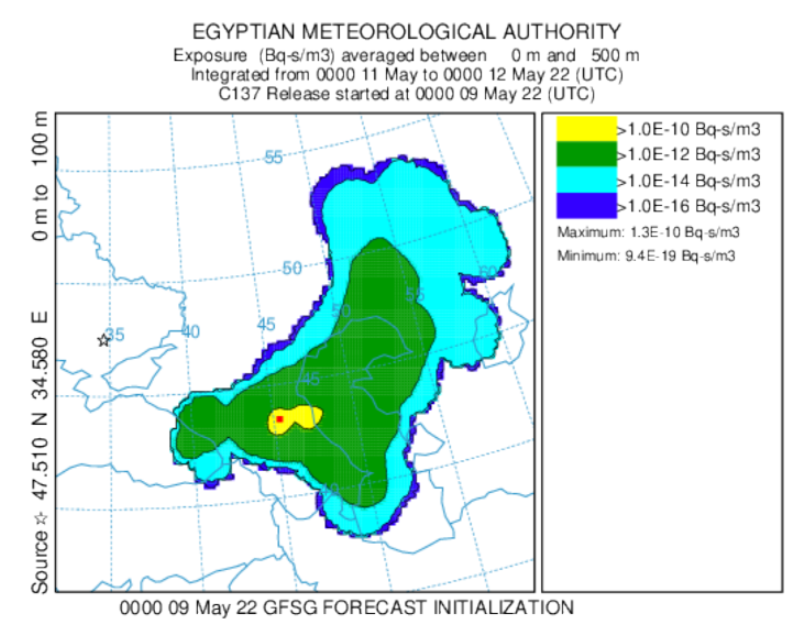 EGYPTIAN METEOROLOGICAL AUTHORITY
Exposure (Bq-s/m3) averaged between 0 m and 500 m
Integrated from 0000 11 May to 0000 12 May 22 (UTC)
C137 Release started at 0000 09 May 22 (UTC)
Source ☆ 47.510 N 34.580 E 0 m to 100 m
55
50
60
55
50
45
40
35
45
>1.0E-10 Bq-s/m3
>1.0E-12 Bq-s/m3
>1.0E-14 Bq-s/m3
>1.0E-16 Bq-s/m3
Maximum: 1.3E-10 Bq-s/m3
Minimum: 9.4E-19 Bq-s/m3
0000 09 May 22 GFSG FORECAST INITIALIZATION